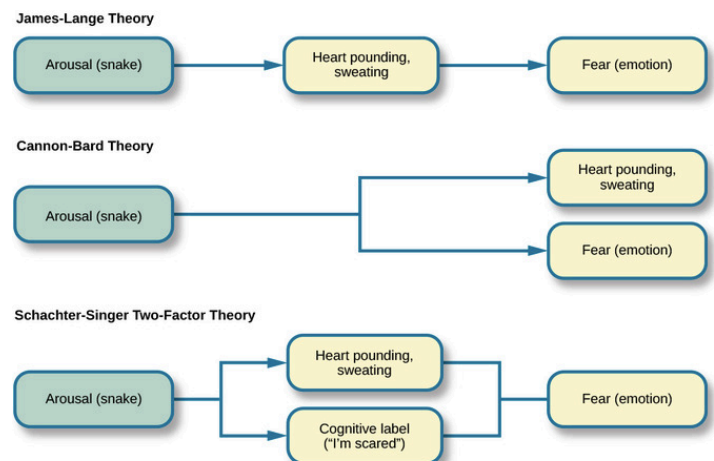 James-Lange Theory
Arousal (snake)
Heart pounding,
sweating
Fear (emotion)
Cannon-Bard Theory
Arousal (snake)
Heart pounding,
sweating
Fear (emotion)
Schachter-Singer Two-Factor Theory
Arousal (snake)
Heart pounding,
sweating
Cognitive label
(“I’m scared”)
Fear (emotion)